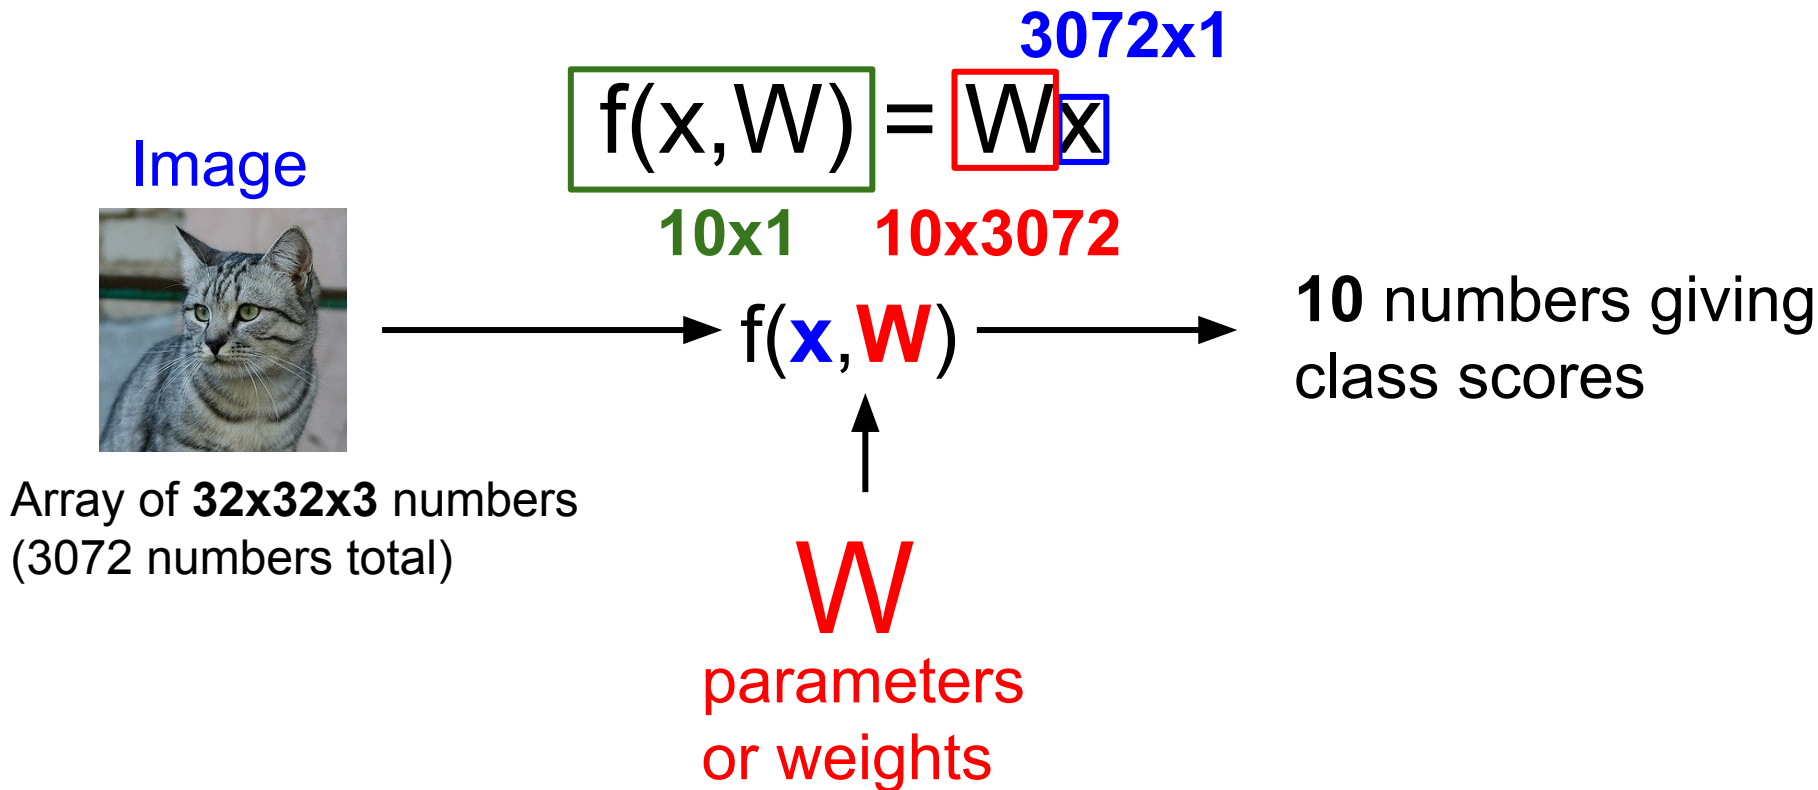 3072x1
f(x,W) = Wx
Image
10x1 10x3072
f(x,W)
10 numbers giving
class scores
Array of 32x32x3 numbers
(3072 numbers total)
W
parameters
or weights